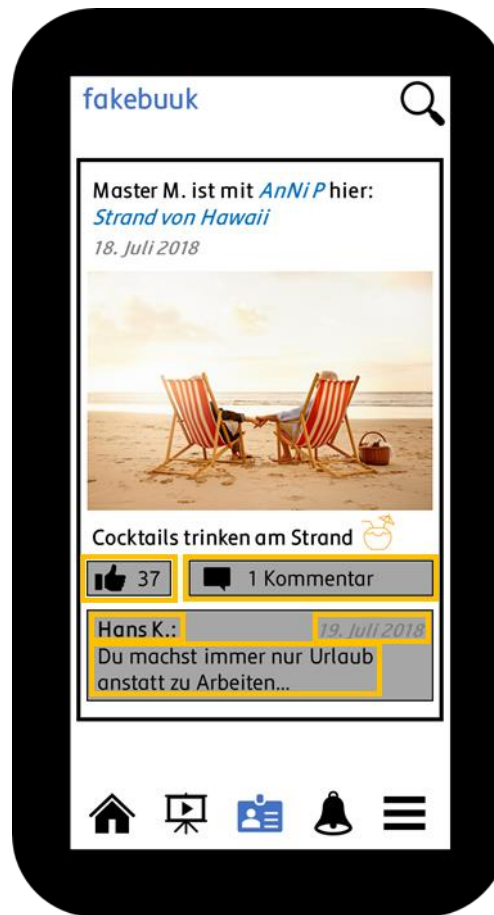 fakebuuk
Master M. ist mit AnNi P hier:
Strand von Hawaii
18. Juli 2018
Cocktails trinken am Strand
37
1 Kommentar
Hans K.:
19. Juli 2018
Du machst immer nur Urlaub
anstatt zu Arbeiten...